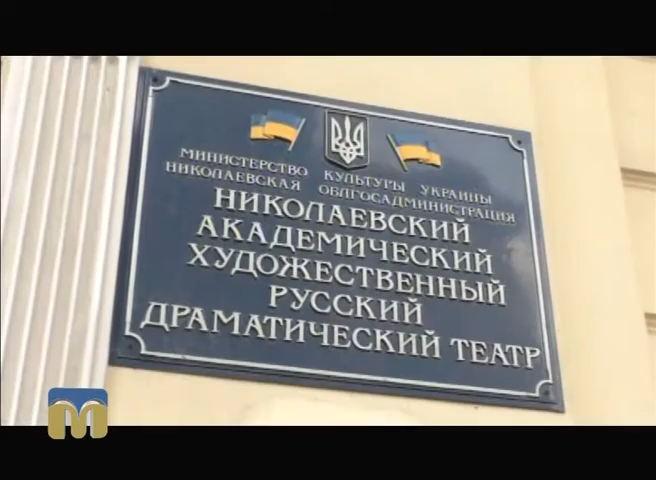 МИНИСТЕРСТВО КУЛЬТУРЫ УКРАИНЫ
НИКОЛАЕВСКАЯ ОБЛГОСАДМИНИСТРАЦИЯ
НИКОЛАЕВСКИЙ
АКАДЕМИЧЕСКИЙ
ХУДОЖЕСТВЕННЫЙ
РУССКИЙ
ДРАМАТИЧЕСКИЙ ТЕАТР
М